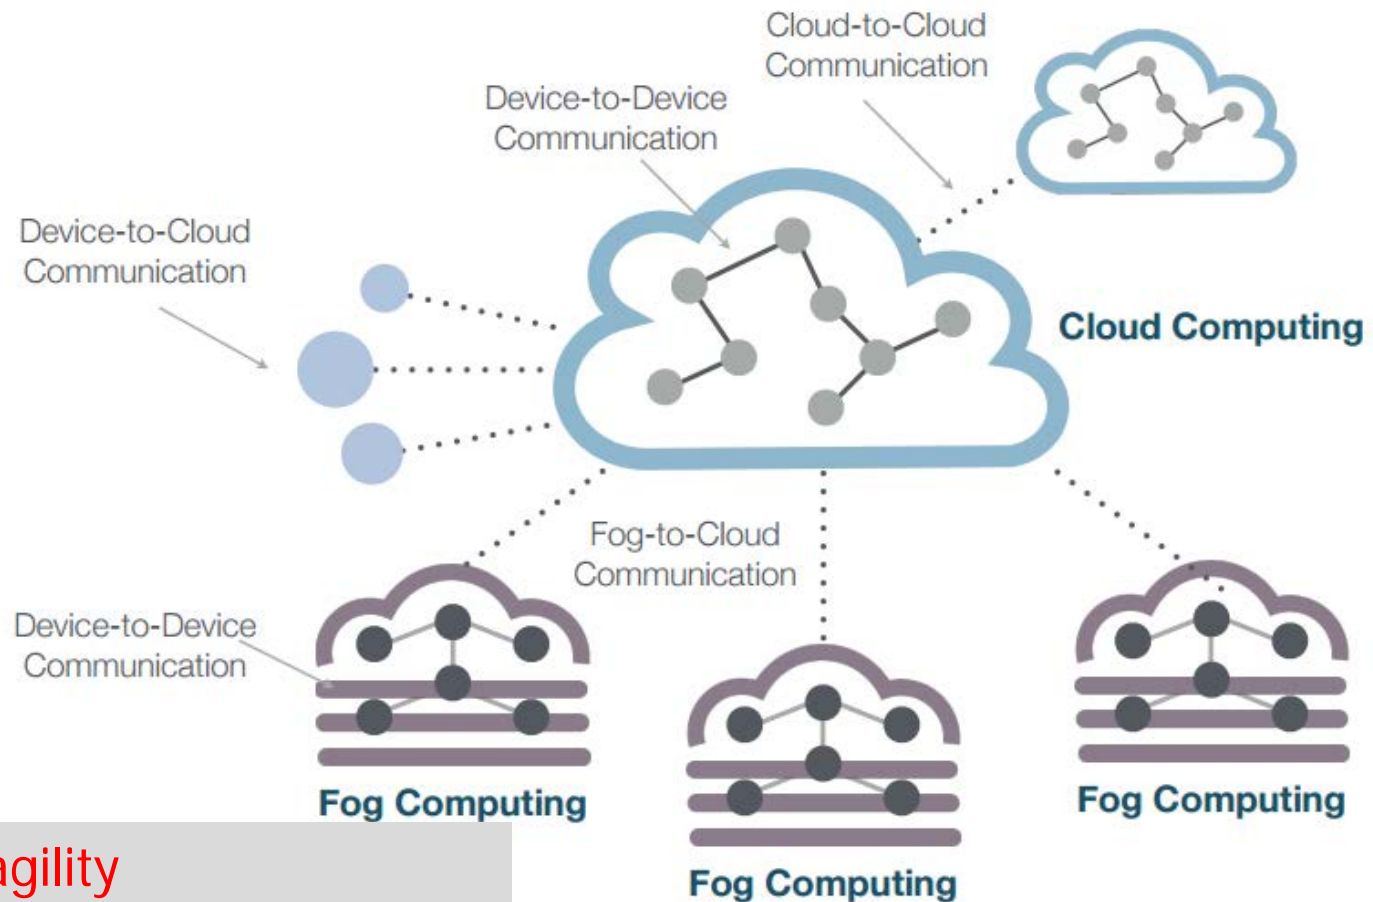 Cloud-to-Cloud
Communication
Device-to-Device
Communication
Device-to-Cloud
Communication
Cloud Computing
Fog-to-Cloud
Communication
Device-to-Device
Communication
Fog Computing
Fog Computing
Fog Computing
agility